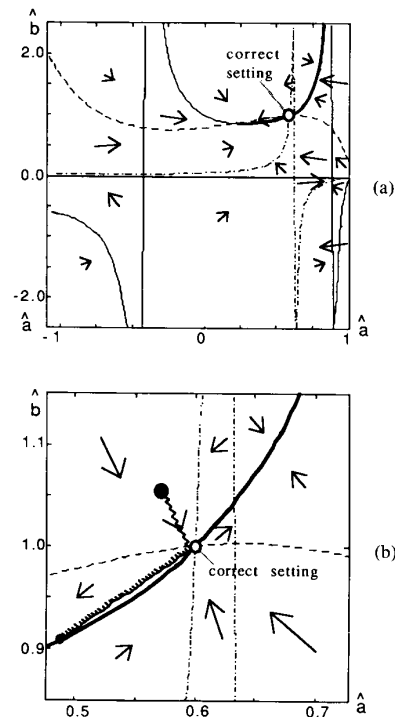 b̂
2.0
correct
setting
0.0
(a)
-2.0
â
-1
0
1
â
b̂
1.1
1.0
correct setting
(b)
0.9
0.5
0.6
0.7
â